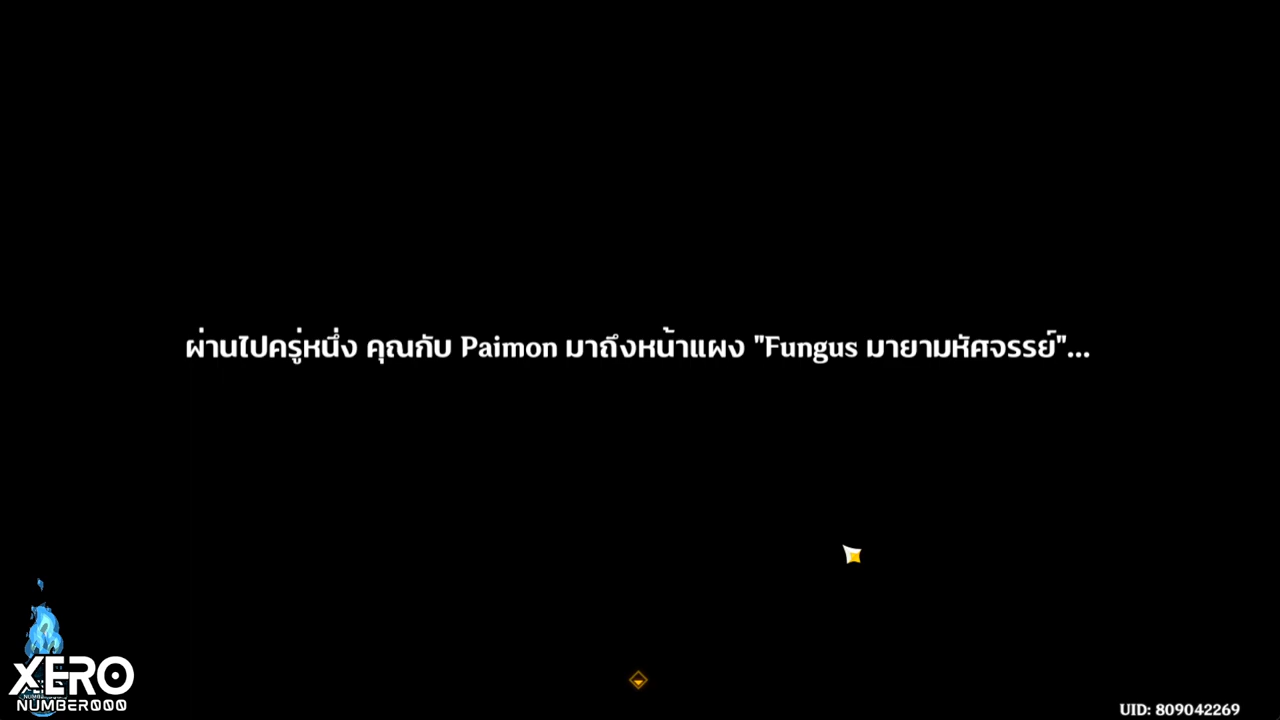 ผ่านไปครู่หนึ่ง คุณกับ Paimon มาถึงหน้าแผง "Fungus มายามหัศจรรย์"...
XERO
NUMBER000
UID: 809042269